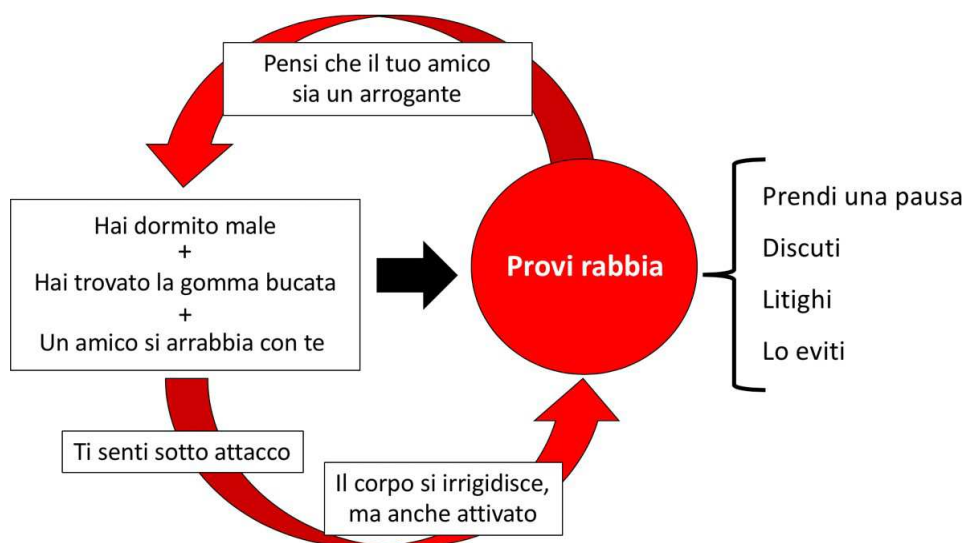 Pensi che il tuo amico
sia un arrogante
Hai dormito male
+
Hai trovato la gomma bucata
+
Un amico si arrabbia con te
Provi rabbia
Prendi una pausa
Discuti
Litighi
Lo eviti
Ti senti sotto attacco
Il corpo si irrigidisce,
ma anche attivato